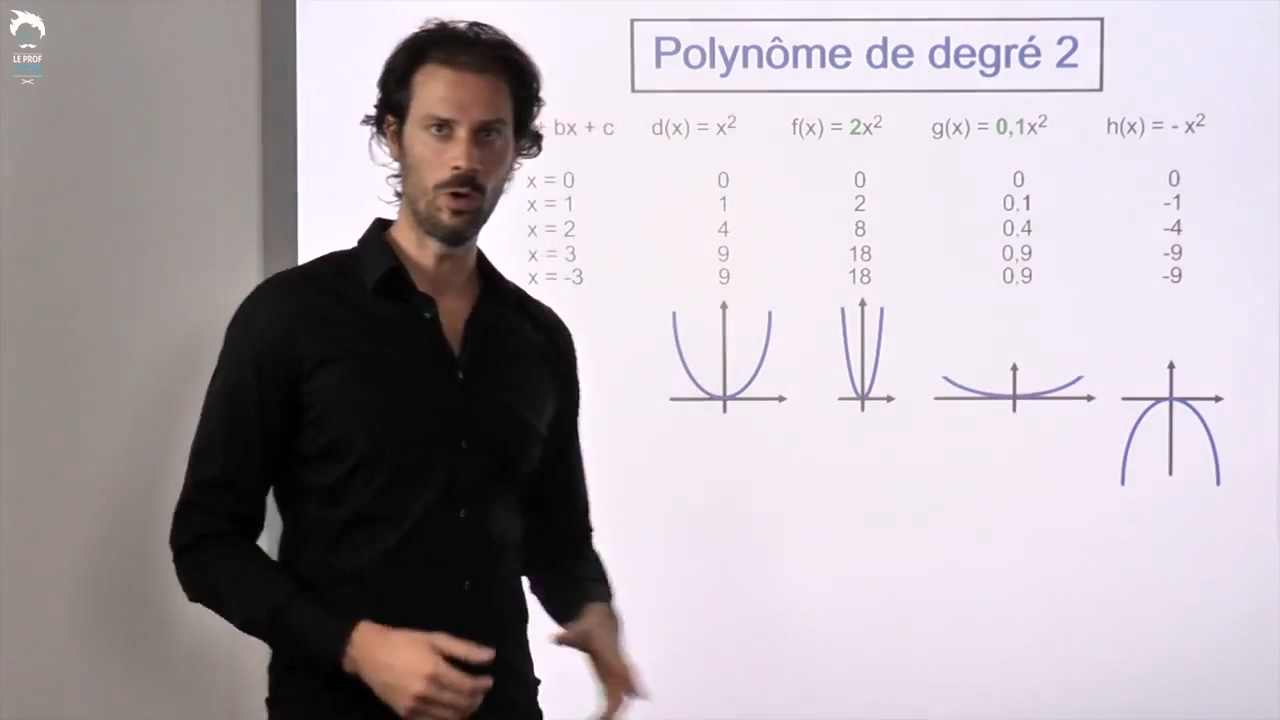 LE PROF
Polynôme de degré 2
+ bx + c d(x) = x² f(x) = 2x² g(x) = 0,1x² h(x) = - x²
x = 0 0 0 0 0
x = 1 1 2 0.1 -1
x = 2 4 8 0.4 -4
x = 3 9 18 0,9 -9
x = -3 9 18 0.9 -9